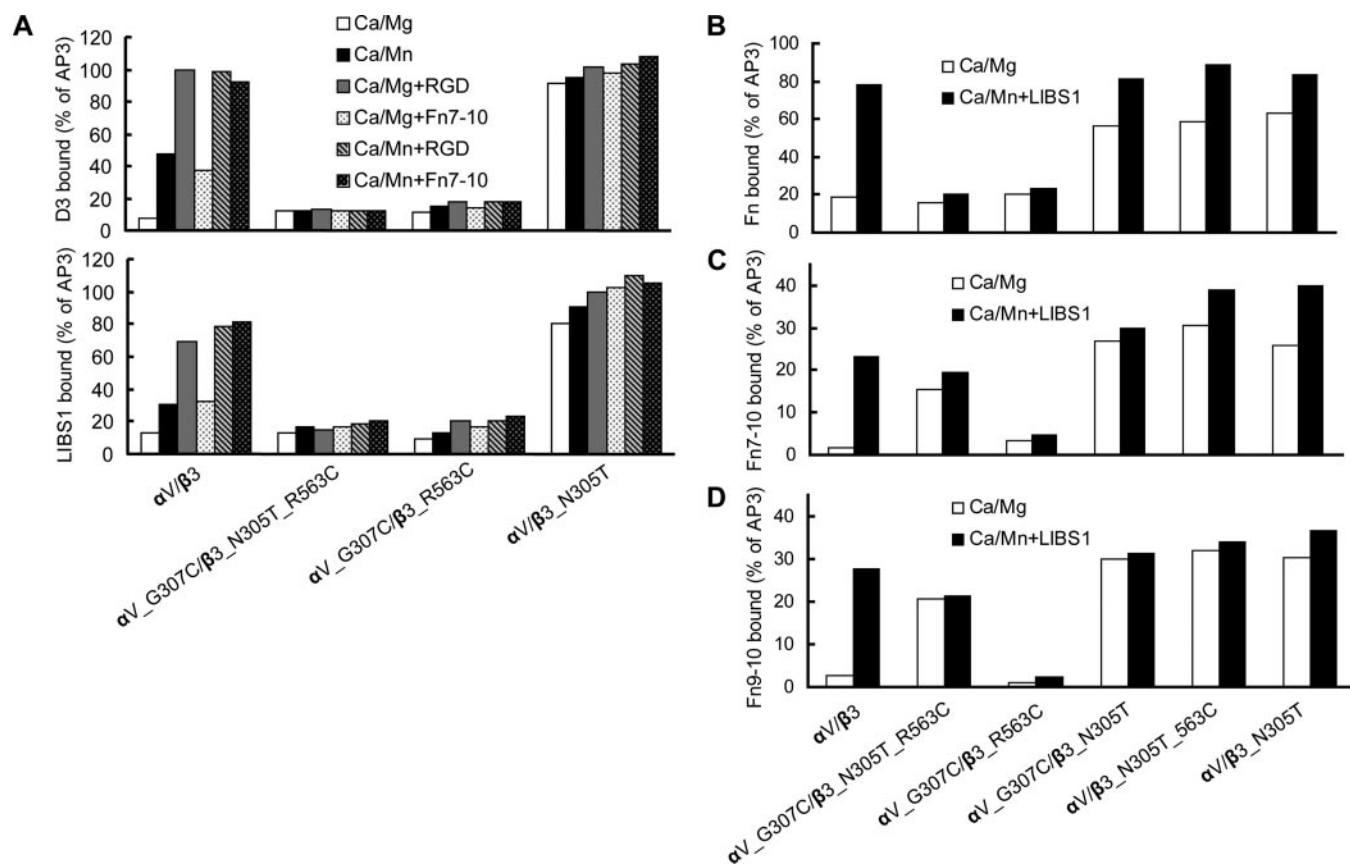 A
D3 bound (% of AP3)
120
100
80
60
40
20
0
Ca/Mg
Ca/Mn
Ca/Mg+RGD
Ca/Mg+Fn7-10
Ca/Mn+RGD
Ca/Mn+Fn7-10
LIBS1 bound (% of AP3)
120
100
80
60
40
20
0
αV/β3
αV_G307C/β3_N305T_R563C
αV_G307C/β3_R563C
αV/β3_N305T
B
Fn bound (% of AP3)
100
80
60
40
20
0
Ca/Mg
Ca/Mn+LIBS1
C
Fn7-10 bound (% of AP3)
40
30
20
10
0
Ca/Mg
Ca/Mn+LIBS1
D
Fn9-10 bound (% of AP3)
40
30
20
10
0
Ca/Mg
Ca/Mn+LIBS1
αV/β3
αV_G307C/β3_N305T_R563C
αV_G307C/β3_R563C
αV_G307C/β3_N305T
αV/β3_N305T_563C
αV/β3_N305T